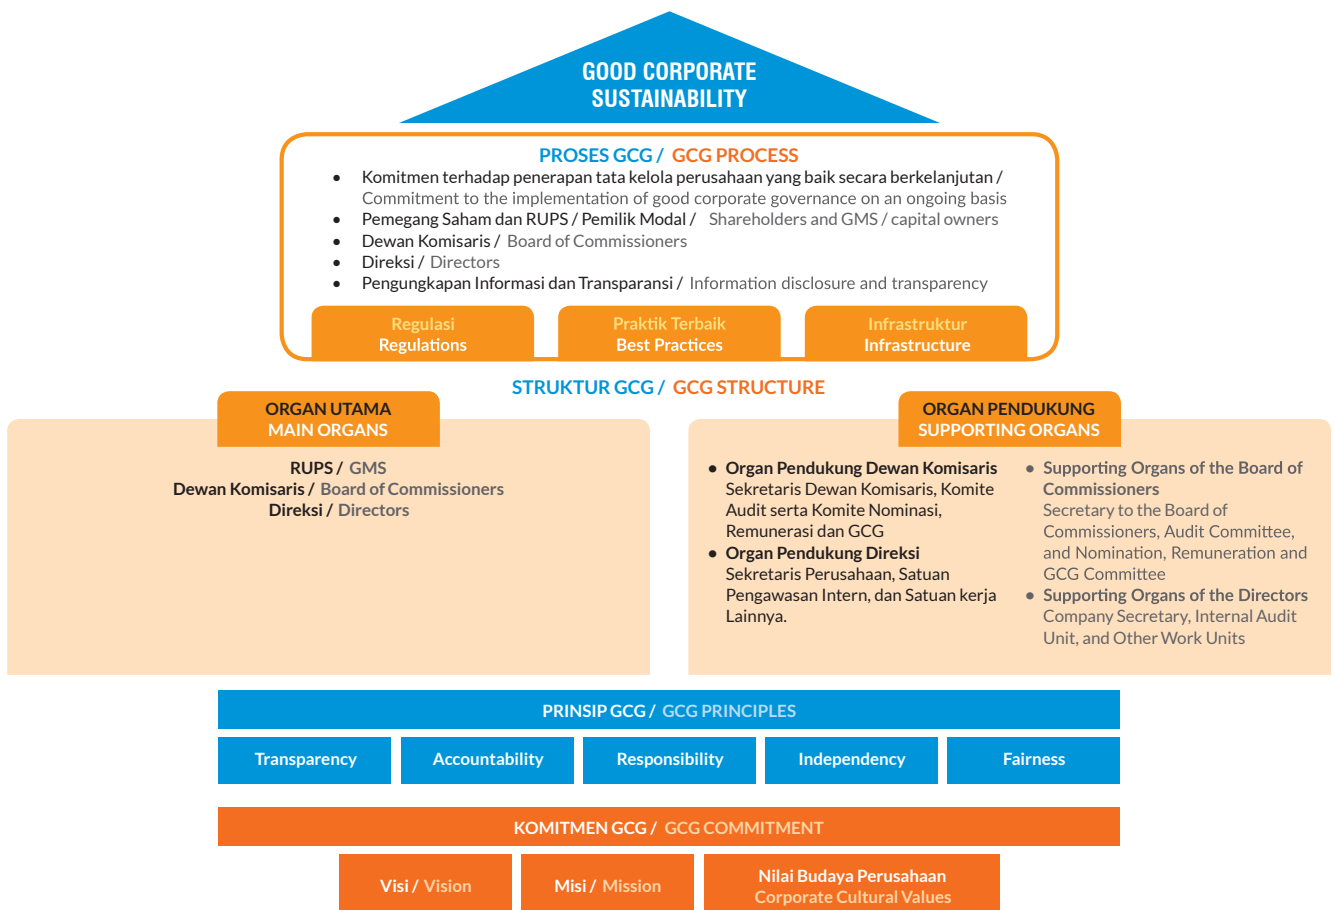 GOOD CORPORATE
SUSTAINABILITY
PROSES GCG / GCG PROCESS
• Komitmen terhadap penerapan tata kelola perusahaan yang baik secara berkelanjutan /
Commitment to the implementation of good corporate governance on an ongoing basis
• Pemegang Saham dan RUPS / Pemilik Modal / Shareholders and GMS / capital owners
• Dewan Komisaris / Board of Commissioners
• Direksi / Directors
• Pengungkapan Informasi dan Transparansi / Information disclosure and transparency
Regulasi
Regulations
Praktik Terbaik
Best Practices
Infrastruktur
Infrastructure
STRUKTUR GCG / GCG STRUCTURE
ORGAN UTAMA
MAIN ORGANS
RUPS / GMS
Dewan Komisaris / Board of Commissioners
Direksi / Directors
ORGAN PENDUKUNG
SUPPORTING ORGANS
• Organ Pendukung Dewan Komisaris
Sekretaris Dewan Komisaris, Komite
Audit serta Komite Nominasi,
Remunerasi dan GCG
• Organ Pendukung Direksi
Sekretaris Perusahaan, Satuan
Pengawasan Intern, dan Satuan kerja
Lainnya.
• Supporting Organs of the Board of
Commissioners
Secretary to the Board of
Commissioners, Audit Committee,
and Nomination, Remuneration and
GCG Committee
• Supporting Organs of the Directors
Company Secretary, Internal Audit
Unit, and Other Work Units
PRINSIP GCG / GCG PRINCIPLES
Transparency
Accountability
Responsibility
Independency
Fairness
KOMITMEN GCG / GCG COMMITMENT
Visi / Vision
Misi / Mission
Nilai Budaya Perusahaan
Corporate Cultural Values